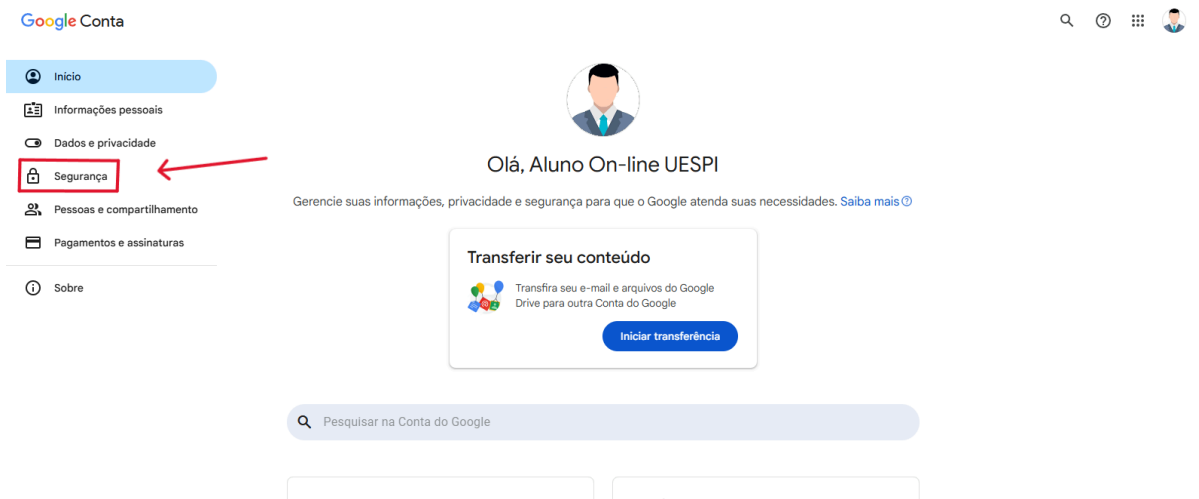 Google Conta
Início
Informações pessoais
Dados e privacidade
Segurança
Pessoas e compartilhamento
Pagamentos e assinaturas
Sobre
Olá, Aluno On-line UESPI
Gerencie suas informações, privacidade e segurança para que o Google atenda suas necessidades. Saiba mais
Transferir seu conteúdo
Transfira seu e-mail e arquivos do Google
Drive para outra Conta do Google
Iniciar transferência
Pesquisar na Conta do Google